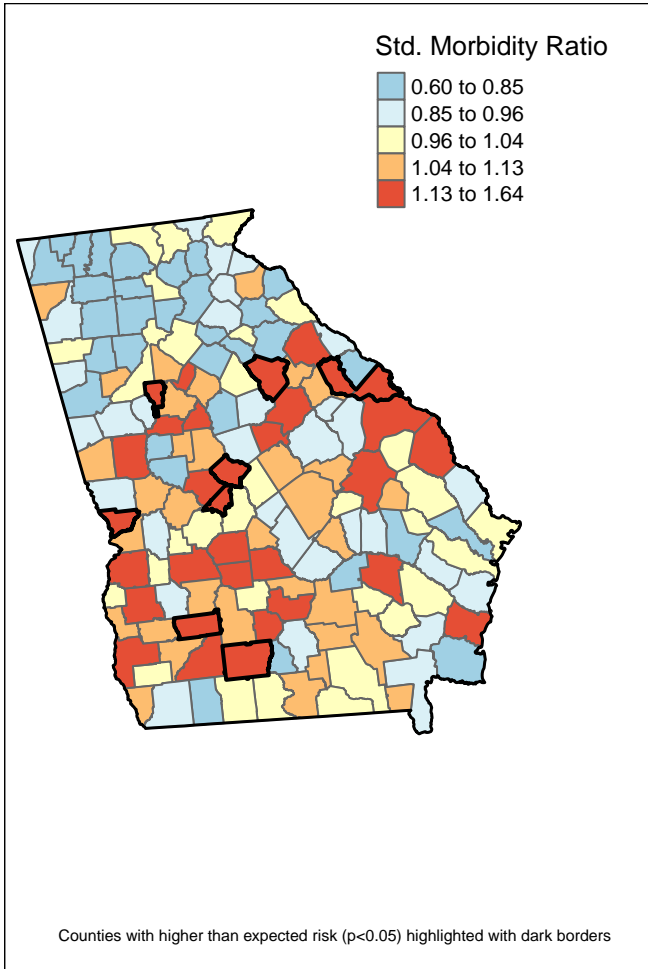 Std. Morbidity Ratio
0.60 to 0.85
0.85 to 0.96
0.96 to 1.04
1.04 to 1.13
1.13 to 1.64
Counties with higher than expected risk (p<0.05) highlighted with dark borders